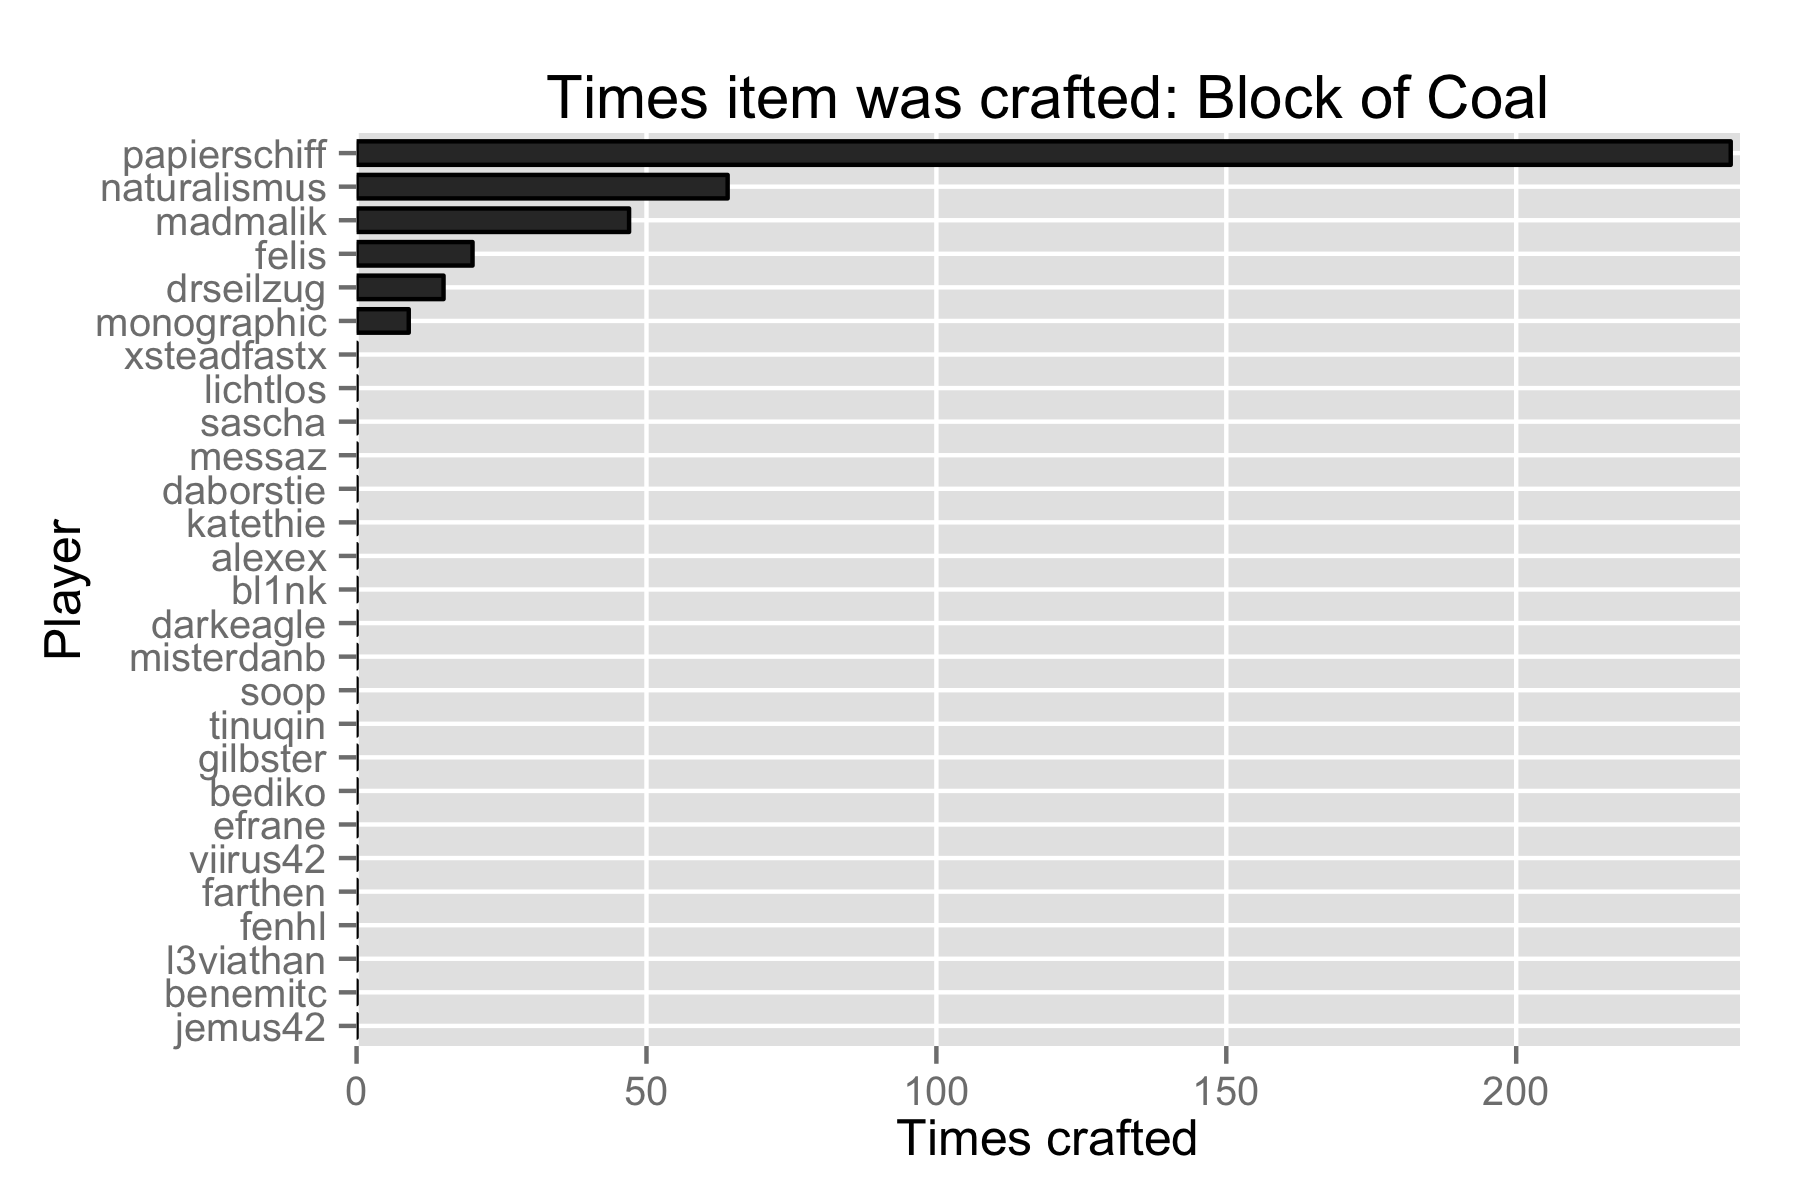 Times item was crafted: Block of Coal
papierschiff
naturalismus
madmalik
felis
drseilzug
monographic
xsteadfastx
lichtlos
sascha
messaz
daborstie
katethie
alexex
bl1nk
darkeagle
misterdanb
soop
tinuqin
gilbster
bediko
efrane
viirus42
farthen
fenhl
l3viathan
benemitc
jemus42
Player
0 50 100 150 200
Times crafted